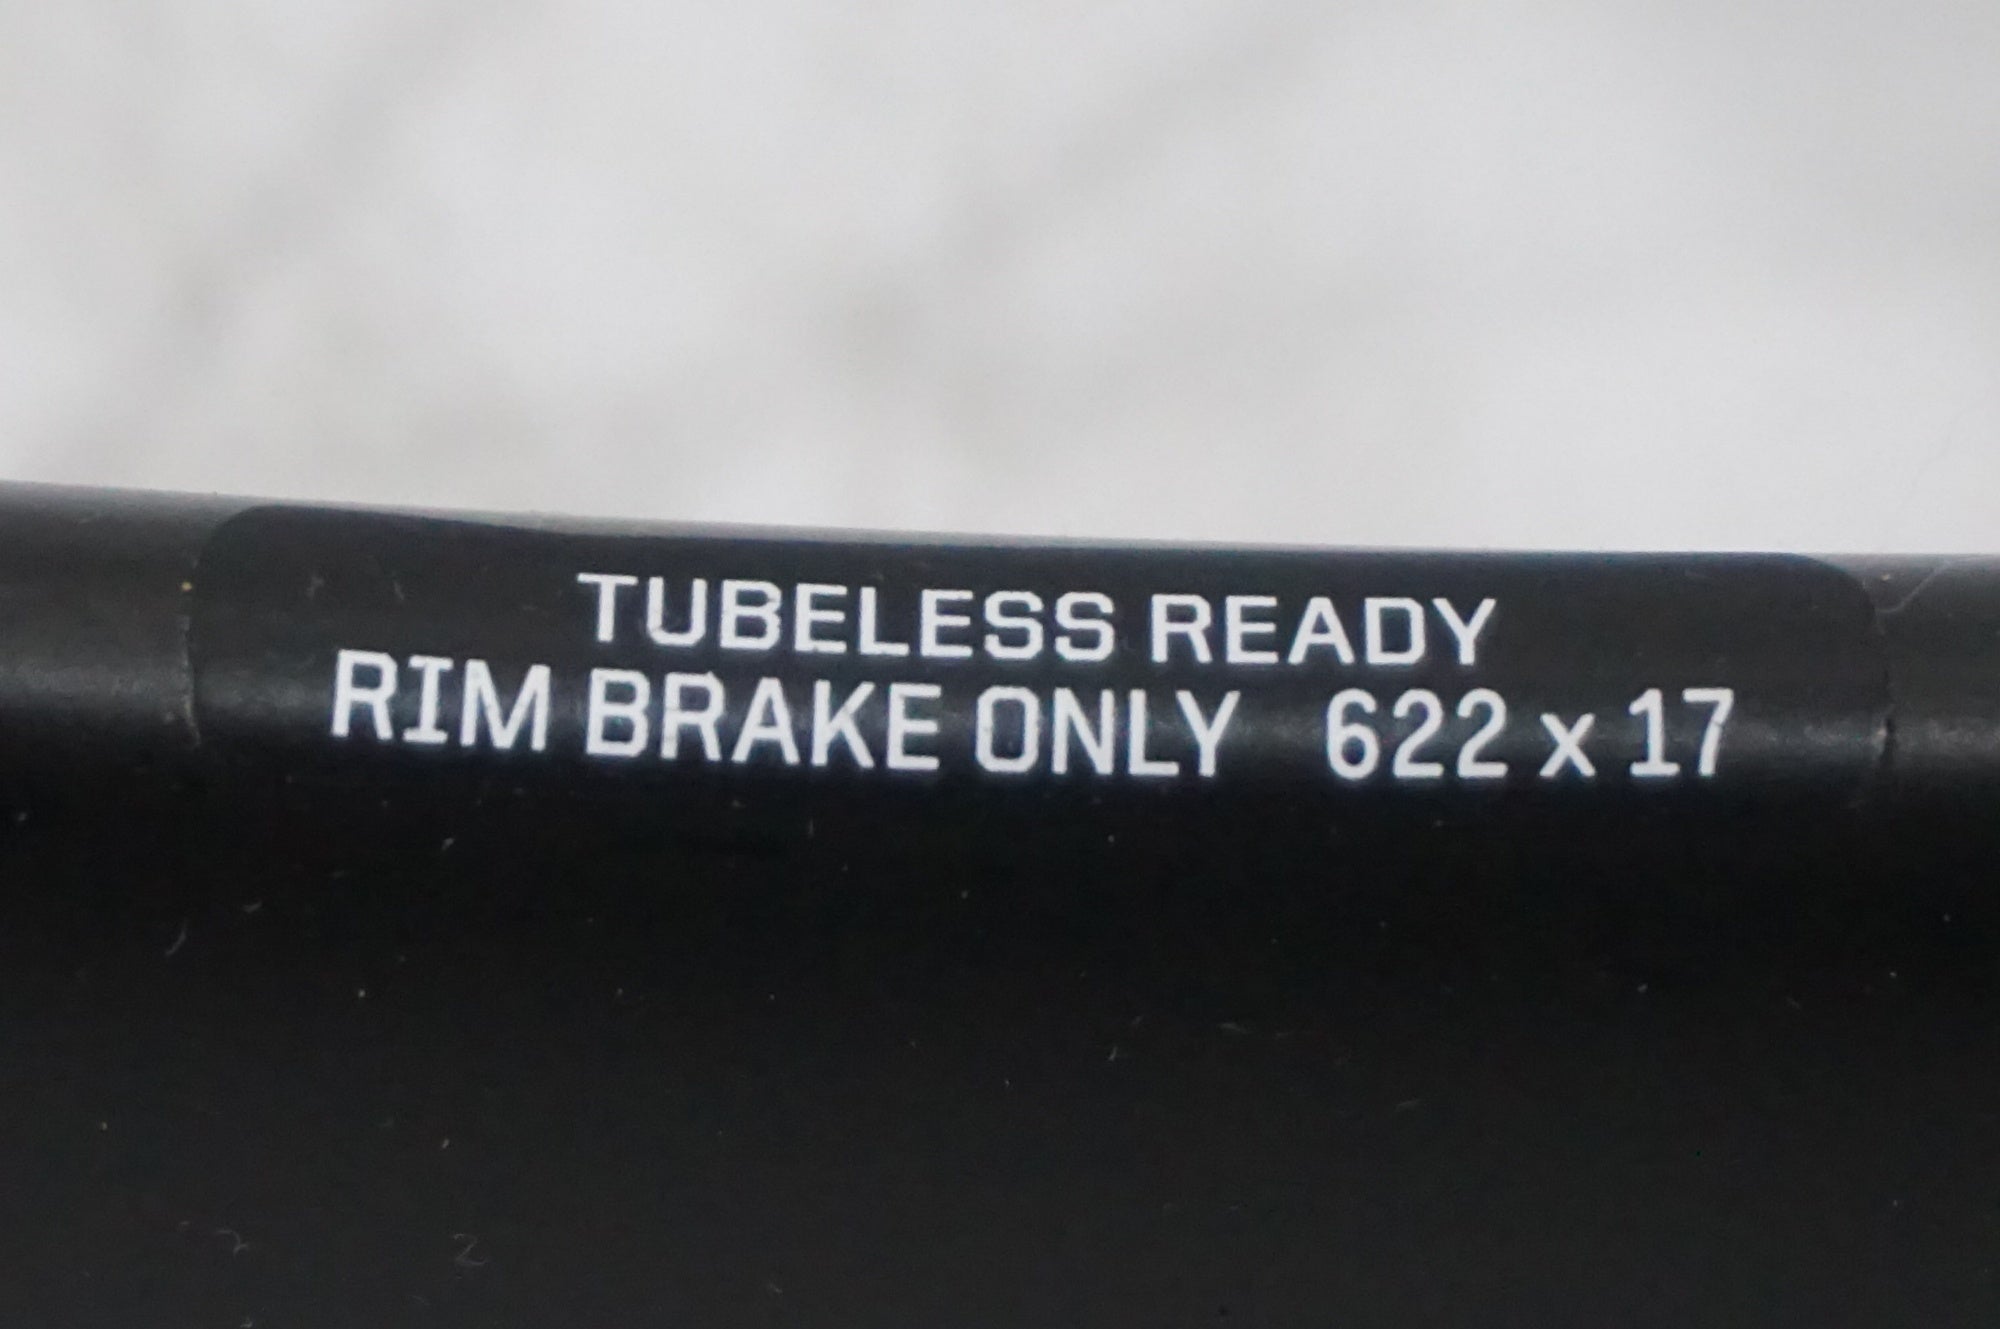 TUBELESS READY
RIM BRAKE ONLY 622 x 17